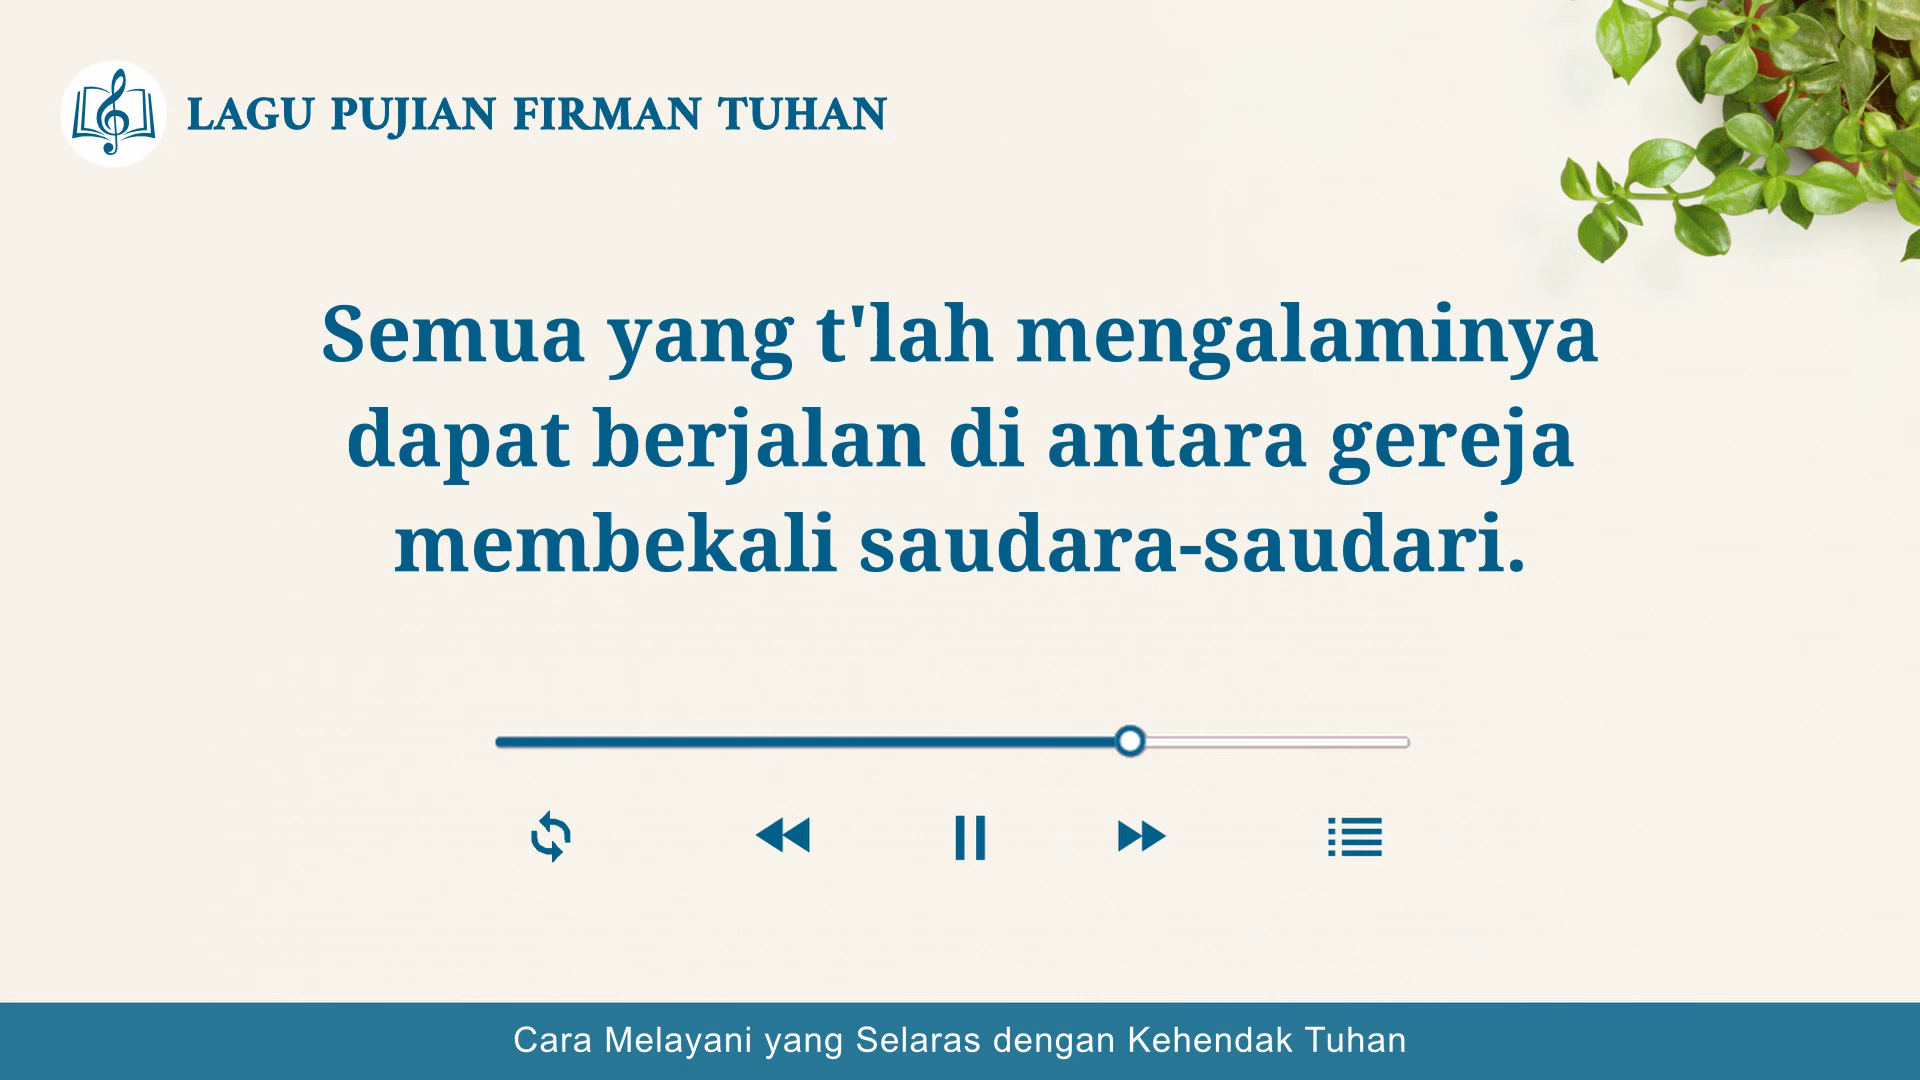 LAGU PUJIAN FIRMAN TUHAN
Semua yang t'lah mengalaminya
dapat berjalan di antara gereja
membekali saudara-saudari.
Cara Melayani yang Selaras dengan Kehendak Tuhan